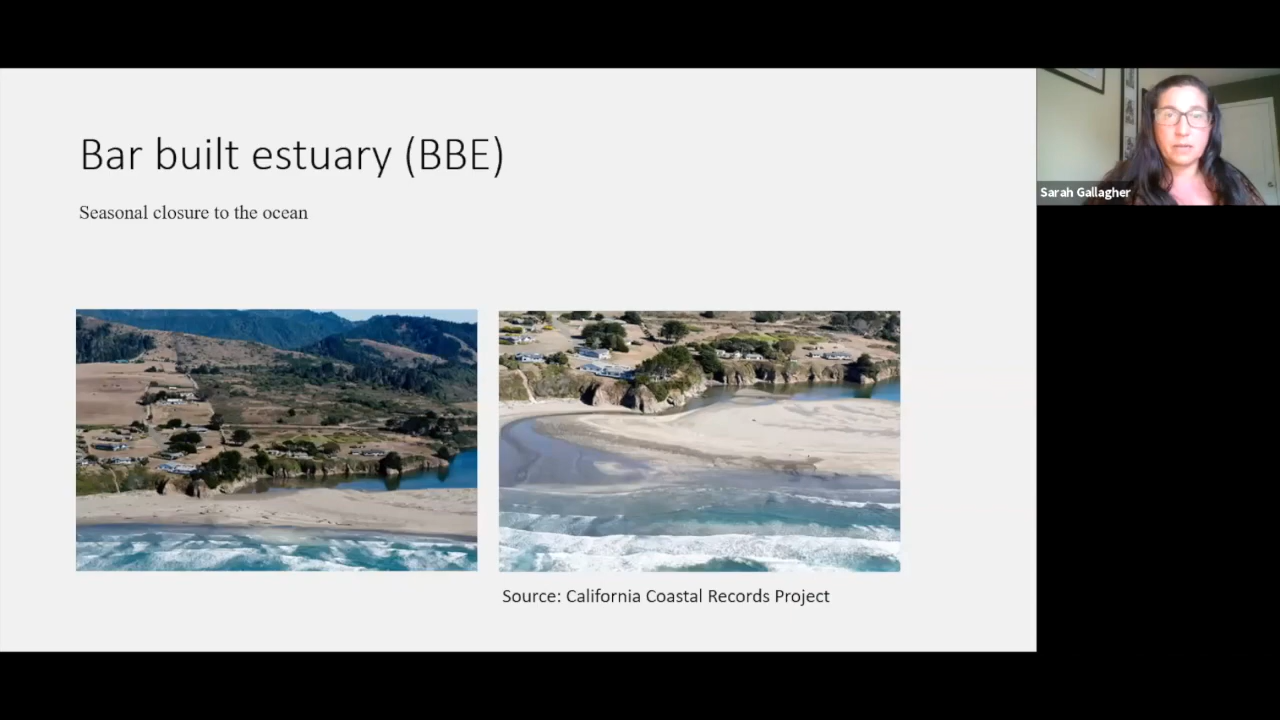 Bar built estuary (BBE)
Seasonal closure to the ocean
Sarah Gallagher
Source: California Coastal Records Project